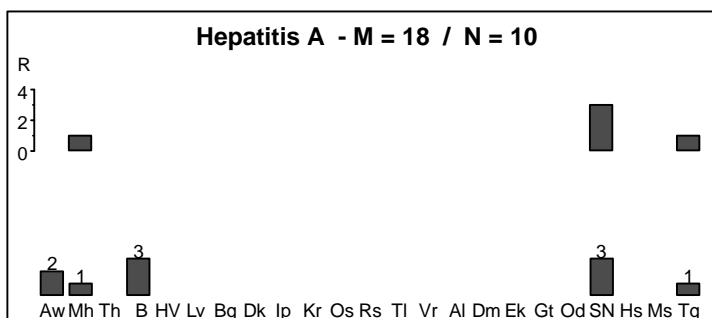 Hepatitis A - M = 18 / N = 10
R
4
2
0
2 1 3 3 1
Aw Mh Th B HV Lv Bg Dk Ip Kr Os Rs Tl Vr Al Dm Ek Gt Od SN Hs Ms Tg